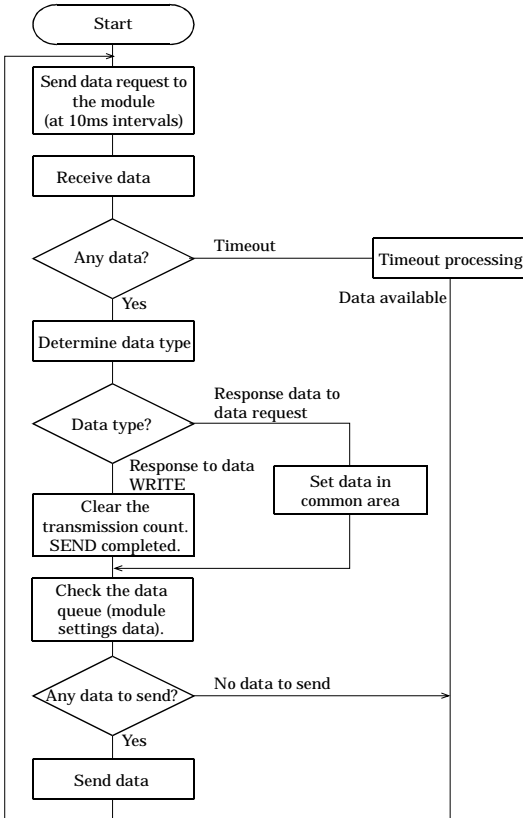 Start
Send data request to
the module
(at 10ms intervals)
Receive data
Any data?
Timeout
Timeout processing
Yes
Data available
Determine data type
Data type?
Response data to
data request
Response to data
WRITE
Set data in
common area
Clear the
transmission count.
SEND completed.
Check the data
queue (module
settings data).
Any data to send?
No data to send
Yes
Send data